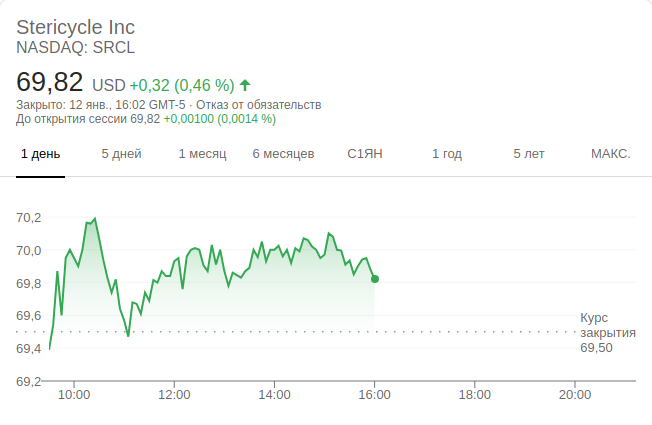 Stericycle Inc
NASDAQ: SRCL
69,82 USD +0,32 (0,46 %)
Закрыто: 12 янв., 16:02 GMT-5 · Отказ от обязательств
До открытия сессии 69,82 +0,00100 (0,0014 %)
1 день 5 дней 1 месяц 6 месяцев С1ЯН 1 год 5 лет МАКС.
70,2
70,0
69,8
69,6
69,4
69,2
Курс
закрытия
69,50
10:00 12:00 14:00 16:00 18:00 20:00